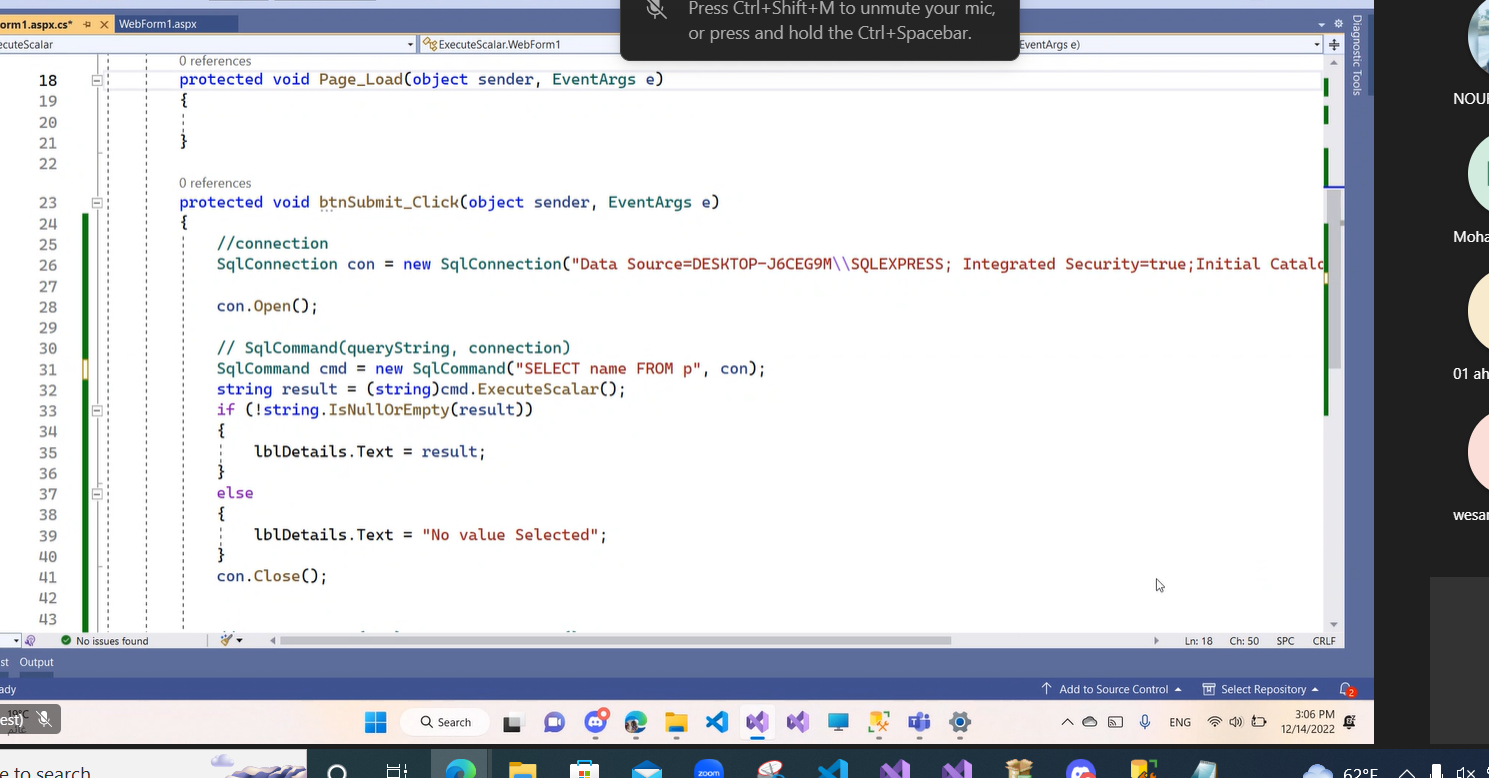 Press Ctrl+Shift+M to unmute your mic,
or press and hold the Ctrl+Spacebar.
orm1.aspx.cs* WebForm1.aspx
ecuteScalar ExecuteScalar.WebForm1 EventArgs e)
Diagnostic Tools
0 references
18 protected void Page_Load(object sender, EventArgs e)
19 {
20
21 }
22
0 references
23 protected void btnSubmit_Click(object sender, EventArgs e)
24 {
25 //connection
26 SqlConnection con = new SqlConnection("Data Source=DESKTOP-J6CEG9M\\SQLEXPRESS; Integrated Security=true;Initial Catalo
27
28 con.Open();
29
30 // SqlCommand(queryString, connection)
31 SqlCommand cmd = new SqlCommand("SELECT name FROM p", con);
32 string result = (string)cmd.ExecuteScalar();
33 if (!string.IsNullOrEmpty(result))
34 {
35 lblDetails.Text = result;
36 }
37 else
38 {
39 lblDetails.Text = "No value Selected";
40 }
41 con.Close();
42
43
No issues found Ln: 18 Ch: 50 SPC CRLF
st Output
ady Add to Source Control Select Repository 2
NOU
Moha
01 ah
wesa
est) 19°C
Search ENG 3:06 PM
12/14/2022
e to search zoom 62°F